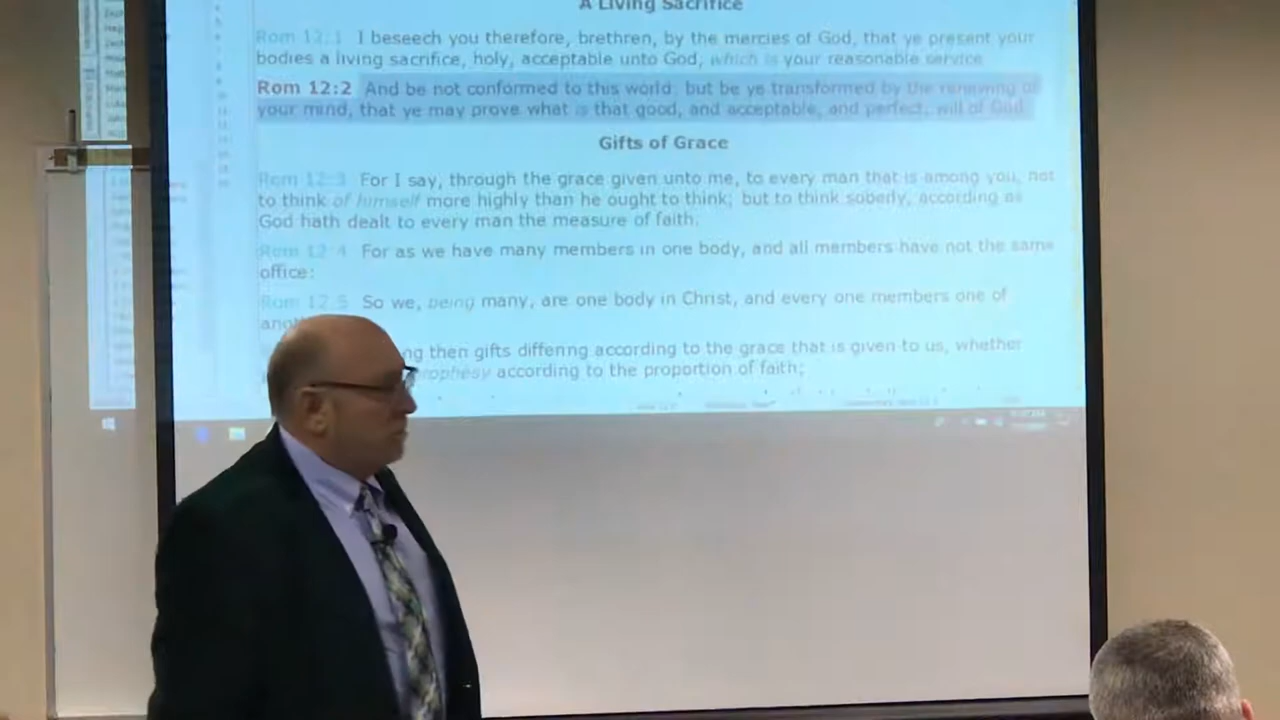 A Living Sacrifice
Rom 12:1 I beseech you therefore, brethren, by the mercies of God, that ye present your
bodies a living sacrifice, holy, acceptable unto God, which is your reasonable service.
Rom 12:2 And be not conformed to this world: but be ye transformed by the renewing of
your mind, that ye may prove what is that good, and acceptable, and perfect, will of God.
Gifts of Grace
Rom 12:3 For I say, through the grace given unto me, to every man that is among you, not
to think of himself more highly than he ought to think; but to think soberly, according as
God hath dealt to every man the measure of faith.
Rom 12:4 For as we have many members in one body, and all members have not the same
office:
Rom 12:5 So we, being many, are one body in Christ, and every one members one of
ng then gifts differing according to the grace that is given to us, whether
rophesy according to the proportion of faith;